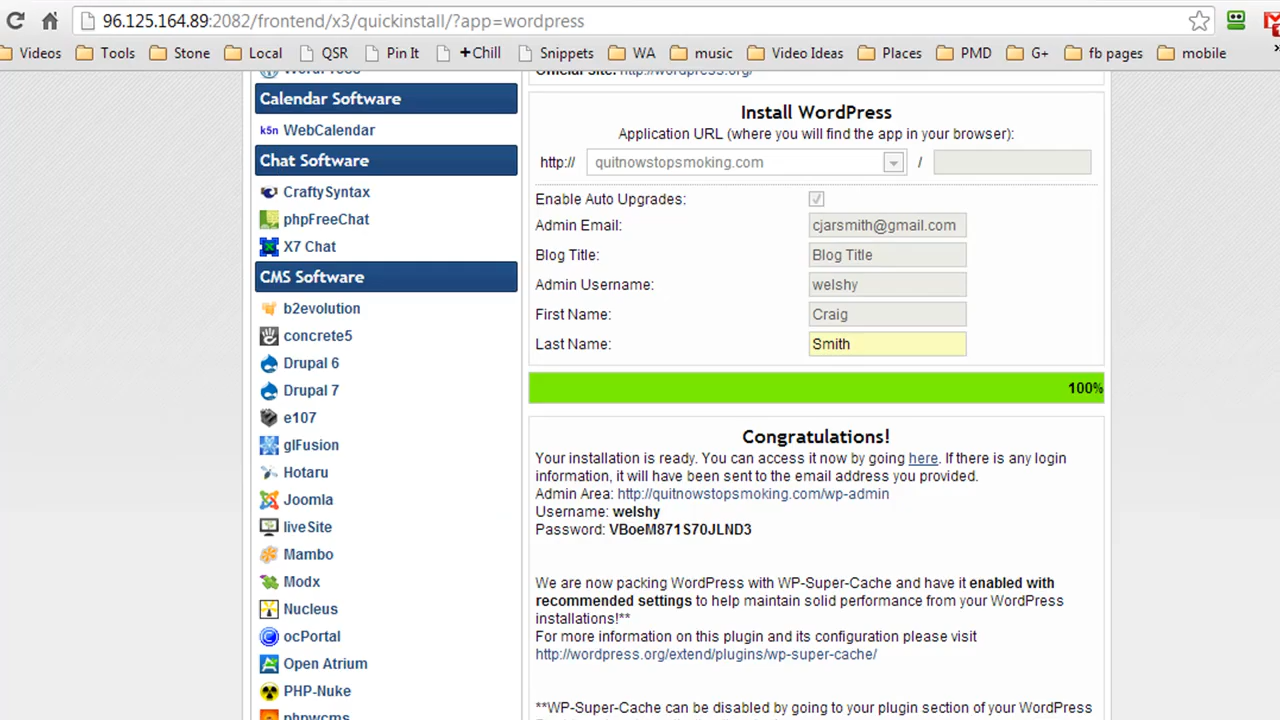 96.125.164.89:2082/frontend/x3/quickinstall/?app=wordpress
Videos Tools Stone Local QSR Pin It +Chill Snippets WA music Video Ideas Places PMD G+ fb pages mobile »
WordPress
Calendar Software
k5n WebCalendar
Chat Software
CraftySyntax
phpFreeChat
X7 Chat
CMS Software
b2evolution
concrete5
Drupal 6
Drupal 7
e107
glFusion
Hotaru
Joomla
liveSite
Mambo
Modx
Nucleus
ocPortal
Open Atrium
PHP-Nuke
phpwcms
Official Site: http://wordpress.org/
Install WordPress
Application URL (where you will find the app in your browser):
http:// quitnowstopsmoking.com /
Enable Auto Upgrades:
Admin Email: cjarsmith@gmail.com
Blog Title: Blog Title
Admin Username: welshy
First Name: Craig
Last Name: Smith
100%
Congratulations!
Your installation is ready. You can access it now by going here. If there is any login
information, it will have been sent to the email address you provided.
Admin Area: http://quitnowstopsmoking.com/wp-admin
Username: welshy
Password: VBoeM871S70JLND3
We are now packing WordPress with WP-Super-Cache and have it enabled with
recommended settings to help maintain solid performance from your WordPress
installations!**
For more information on this plugin and its configuration please visit
http://wordpress.org/extend/plugins/wp-super-cache/
**WP-Super-Cache can be disabled by going to your plugin section of your WordPress